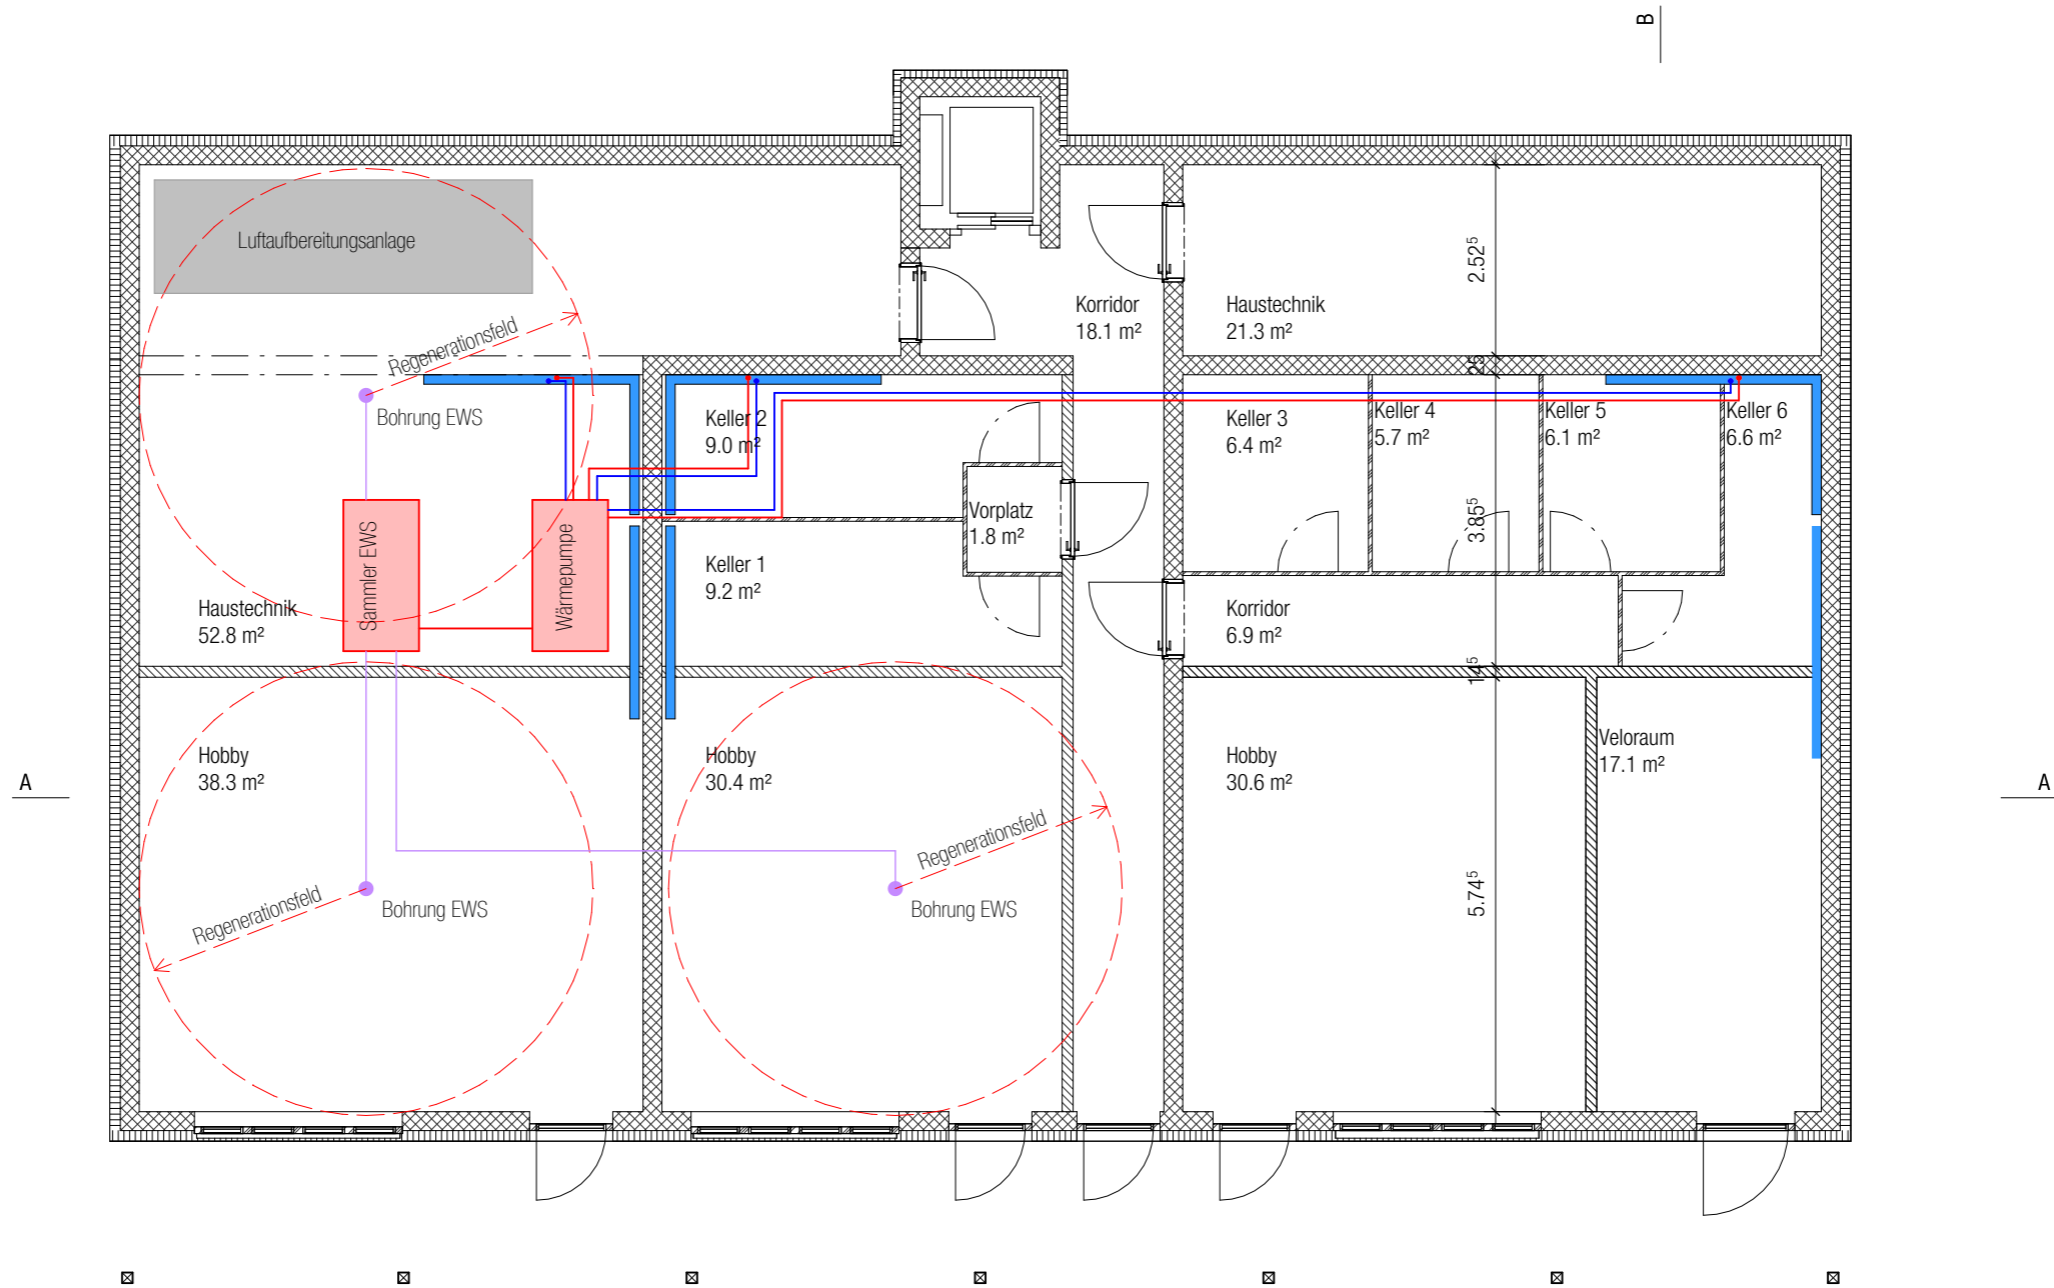 B
Luftaufbereitungsanlage
Regenerationsfeld
Bohrung EWS
Korridor
18.1 m²
Haustechnik
21.3 m²
2.52⁵
25
Keller 2
9.0 m²
Keller 3
6.4 m²
Keller 4
5.7 m²
Keller 5
6.1 m²
Keller 6
6.6 m²
Vorplatz
1.8 m²
3.85⁵
Sammler EWS
Wärmepumpe
Keller 1
9.2 m²
Haustechnik
52.8 m²
Korridor
6.9 m²
14⁵
Hobby
38.3 m²
Hobby
30.4 m²
Hobby
30.6 m²
Veloraum
17.1 m²
A
A
Regenerationsfeld
Regenerationsfeld
Bohrung EWS
Bohrung EWS
5.74⁵